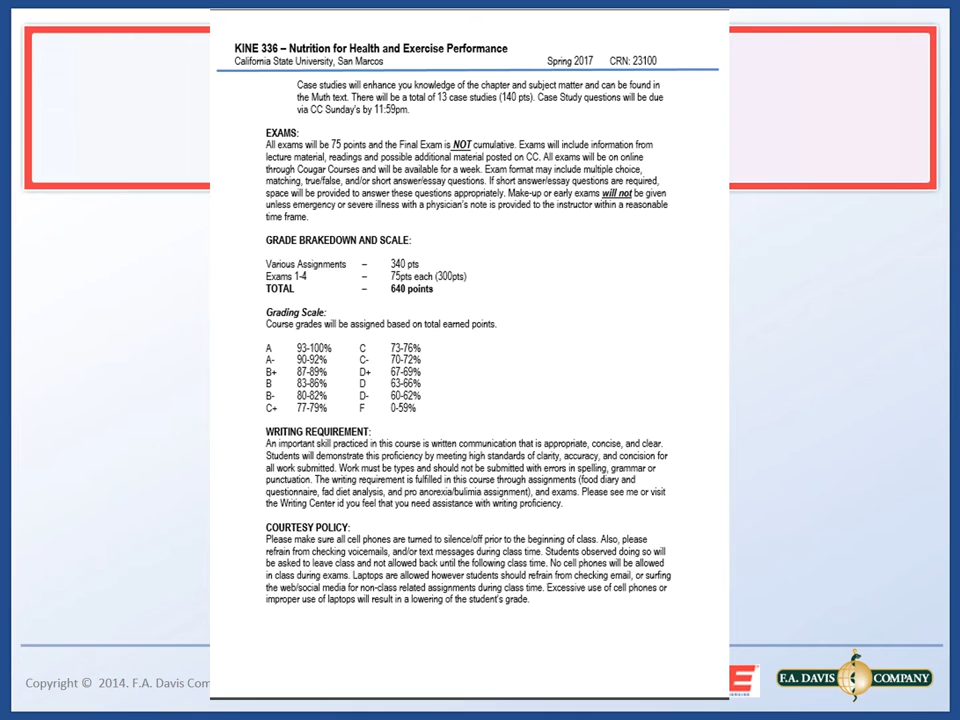 KINE 336 – Nutrition for Health and Exercise Performance
California State University, San Marcos Spring 2017 CRN: 23100
Case studies will enhance you knowledge of the chapter and subject matter and can be found
in the Muth text. There will be a total of 13 case studies (140 pts). Case Study questions will be due
via CC Sunday's by 11:59pm.
EXAMS:
All exams will be 75 points and the Final Exam is NOT cumulative. Exams will include information from
lecture material, readings and possible additional material posted on CC. All exams will be on online
through Cougar Courses and will be available for a week. Exam format may include multiple choice,
matching, true/false, and/or short answer/essay questions. If short answer/essay questions are required,
space will be provided to answer these questions appropriately. Make-up or early exams will not be given
unless emergency or severe illness with a physician's note is provided to the instructor within a reasonable
time frame.
GRADE BRAKEDOWN AND SCALE:
Various Assignments – 340 pts
Exams 1-4 – 75pts each (300pts)
TOTAL – 640 points
Grading Scale:
Course grades will be assigned based on total earned points.
A 93-100% C 73-76%
A- 90-92% C- 70-72%
B+ 87-89% D+ 67-69%
B 83-86% D 63-66%
B- 80-82% D- 60-62%
C+ 77-79% F 0-59%
WRITING REQUIREMENT:
An important skill practiced in this course is written communication that is appropriate, concise, and clear.
Students will demonstrate this proficiency by meeting high standards of clarity, accuracy, and concision for
all work submitted. Work must be types and should not be submitted with errors in spelling, grammar or
punctuation. The writing requirement is fulfilled in this course through assignments (food diary and
questionnaire, fad diet analysis, and pro anorexia/bulimia assignment), and exams. Please see me or visit
the Writing Center id you feel that you need assistance with writing proficiency.
COURTESY POLICY:
Please make sure all cell phones are turned to silence/off prior to the beginning of class. Also, please
refrain from checking voicemails, and/or text messages during class time. Students observed doing so will
be asked to leave class and not allowed back until the following class time. No cell phones will be allowed
in class during exams. Laptops are allowed however students should refrain from checking email, or surfing
the web/social media for non-class related assignments during class time. Excessive use of cell phones or
improper use of laptops will result in a lowering of the student's grade.
Copyright © 2014. F.A. Davis Com
F.A. DAVIS COMPANY